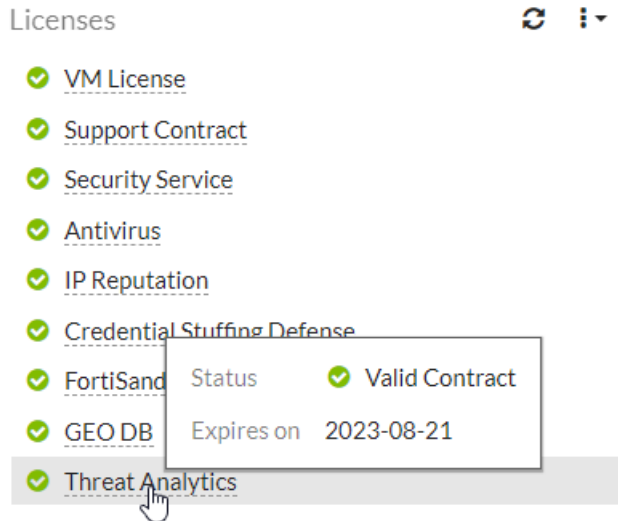 Licenses
VM License
Support Contract
Security Service
Antivirus
IP Reputation
Credential Stuffing Defense
FortiSand
GEO DB
Threat Analytics
Status Valid Contract
Expires on 2023-08-21